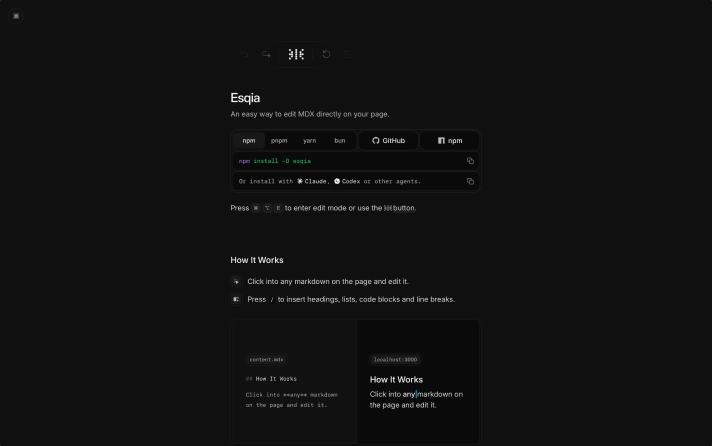 Esqia
An easy way to edit MDX directly on your page.
npm pnpm yarn bun GitHub npm
npm install -D esqia
Or install with Claude, Codex or other agents.
Press ⌘ ⌥ E to enter edit mode or use the button.
How It Works
Click into any markdown on the page and edit it.
Press / to insert headings, lists, code blocks and line breaks.
content.mdx
## How It Works
Click into **any** markdown
on the page and edit it.
localhost:3000
How It Works
Click into any markdown on
the page and edit it.